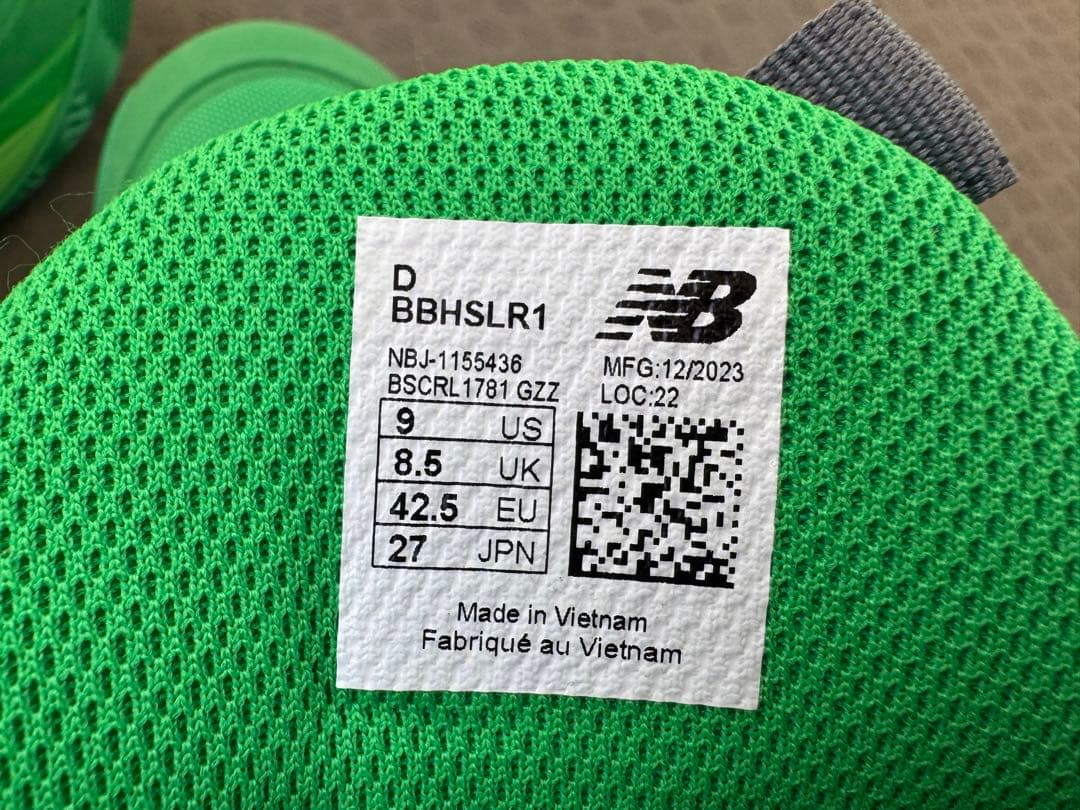 D
BBHSLR1
NB
NBJ-1155436
BSCRL1781 GZZ
MFG:12/2023
LOC:22
9 US
8.5 UK
42.5 EU
27 JPN
Made in Vietnam
Fabriqué au Vietnam